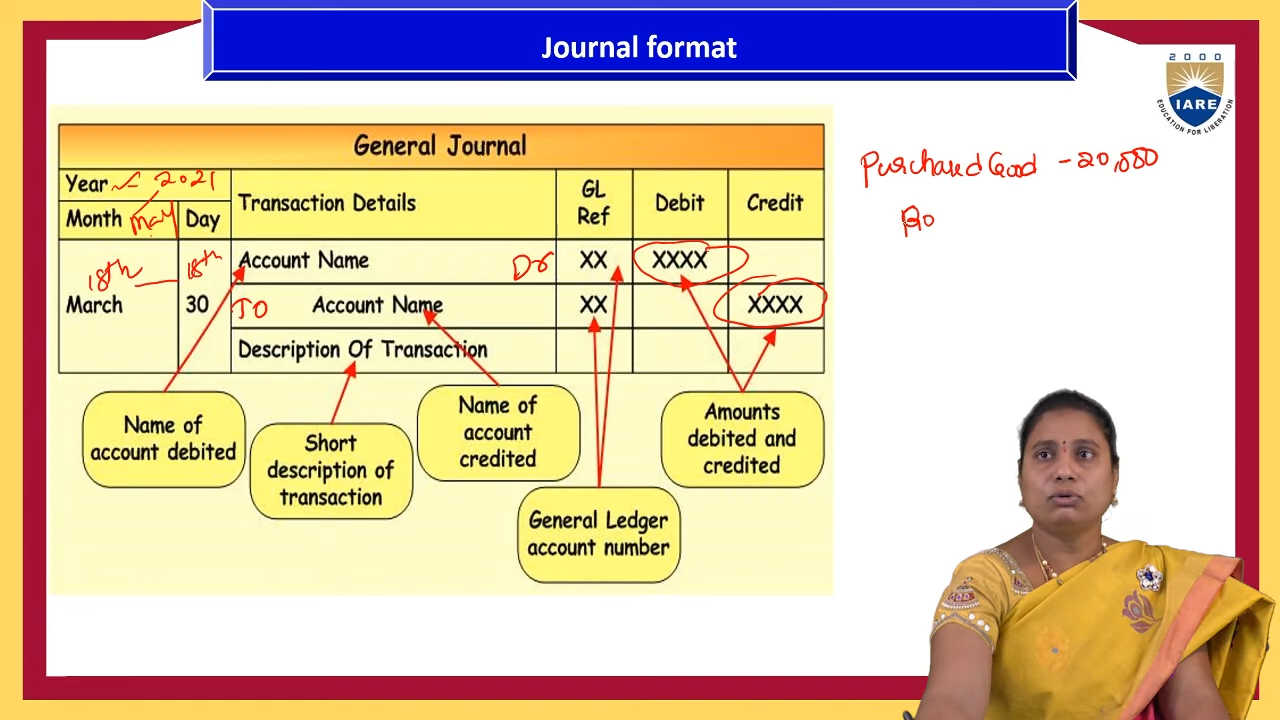 Journal format
2000
IARE
EDUCATION FOR LIBERATION
General Journal
Year 2021
Month May Day
Transaction Details
GL Ref
Debit
Credit
18th 18th
Account Name Dr XX XXXX
March 30 To Account Name XX XXXX
Description Of Transaction
Name of
account debited
Short
description of
transaction
Name of
account
credited
General Ledger
account number
Amounts
debited and
credited
Purchased Good - 20,000